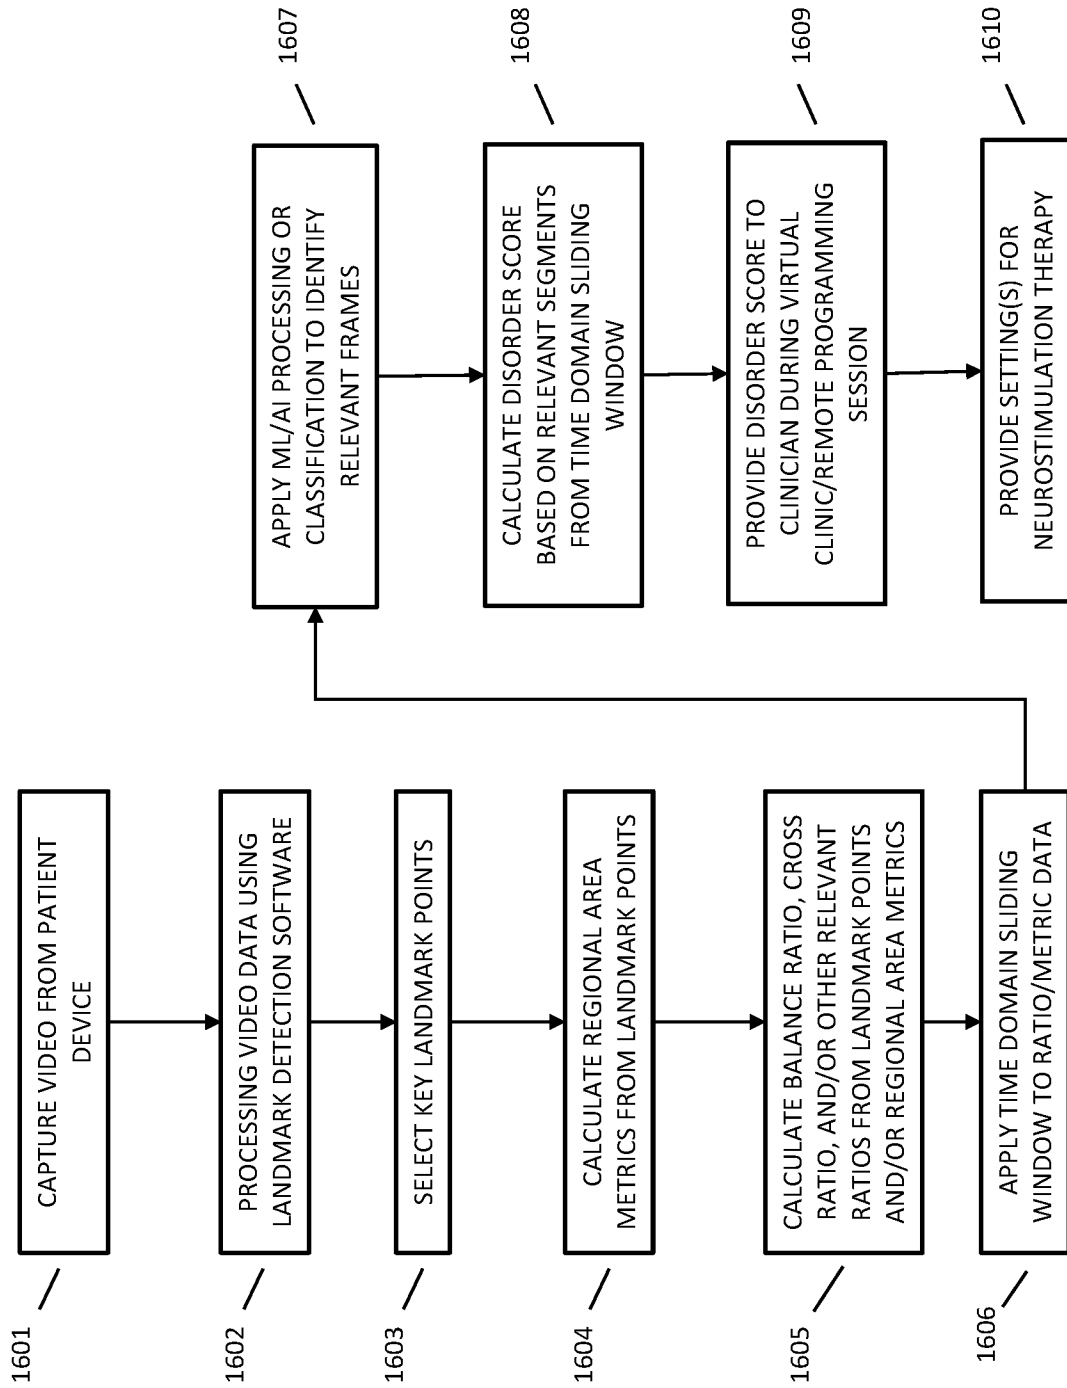 1601
CAPTURE VIDEO FROM PATIENT
DEVICE
1602
PROCESSING VIDEO DATA USING
LANDMARK DETECTION SOFTWARE
1603
SELECT KEY LANDMARK POINTS
1604
CALCULATE REGIONAL AREA
METRICS FROM LANDMARK POINTS
1605
CALCULATE BALANCE RATIO, CROSS
RATIO, AND/OR OTHER RELEVANT
RATIOS FROM LANDMARK POINTS
AND/OR REGIONAL AREA METRICS
1606
APPLY TIME DOMAIN SLIDING
WINDOW TO RATIO/METRIC DATA
1607
APPLY ML/AI PROCESSING OR
CLASSIFICATION TO IDENTIFY
RELEVANT FRAMES
1608
CALCULATE DISORDER SCORE
BASED ON RELEVANT SEGMENTS
FROM TIME DOMAIN SLIDING
WINDOW
1609
PROVIDE DISORDER SCORE TO
CLINICIAN DURING VIRTUAL
CLINIC/REMOTE PROGRAMMING
SESSION
1610
PROVIDE SETTING(S) FOR
NEUROSTIMULATION THERAPY